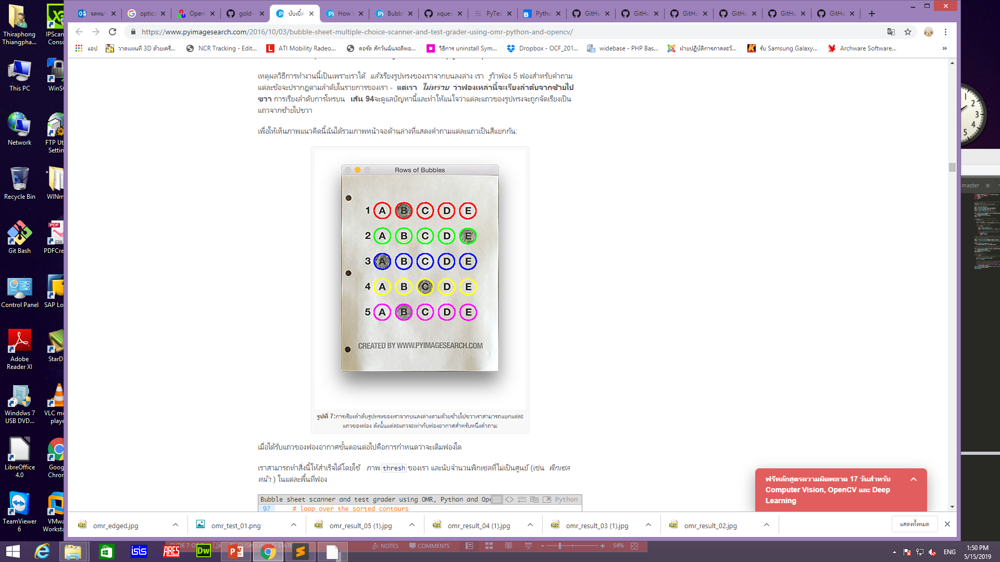 จดหมา
optica
Open
gold-
บับเบิ้ล
How t
Bubbl
xqueu
PyTes
Pytho
GitHu
GitHu
GitHu
GitHu
GitHu
GitHu
https://www.pyimagesearch.com/2016/10/03/bubble-sheet-multiple-choice-scanner-and-test-grader-using-omr-python-and-opencv/
แอป
วาดแผนที่ 3D ด้วยเครื่...
NCR Tracking - Edit...
ATI Mobility Radeo...
คอร์ด สักวันฉันจะดีพอ...
วิธีการ uninstall Sym...
Dropbox - OCF_201...
widebase - PHP Bas...
ฝ่ายปฏิบัติการภาคตะวั...
รับ Samsung Galaxy...
Archware Software...
เหตุผลวิธีการทำงานนี้เป็นเพราะเราได้ แล้วเรียงรูปทรงของเราจากบนลงล่าง เรา รู้ว่าฟอง 5 ฟองสำหรับคำถาม
แต่ละข้อจะปรากฏตามลำดับในรายการของเรา - แต่เรา ไม่ทราบ ว่าฟองเหล่านี้จะเรียงลำดับจากซ้ายไป
ขวา การเรียงลำดับการโทรบน เส้น 94จะดูแลปัญหานี้และทำให้แน่ใจว่าแต่ละแถวของรูปทรงจะถูกจัดเรียงเป็น
แถวจากซ้ายไปขวา
เพื่อให้เห็นภาพแนวคิดนี้ฉันได้รวมภาพหน้าจอด้านล่างที่แสดงคำถามแต่ละแถวเป็นสีแยกกัน:
Rows of Bubbles
1 A B C D E
2 A B C D E
3 A B C D E
4 A B C D E
5 A B C D E
CREATED BY WWW.PYIMAGESEARCH.COM
รูปที่ 7:การเรียงลำดับรูปทรงของเราจากบนลงล่างตามด้วยซ้ายไปขวาเราสามารถแยกแต่ละ
แถวของฟอง ดังนั้นแต่ละแถวจะเท่ากับฟองอากาศสำหรับหนึ่งคำถาม
เมื่อได้รับแถวของฟองอากาศขั้นตอนต่อไปคือการกำหนดว่าจะเติมฟองใด
เราสามารถทำสิ่งนี้ให้สำเร็จได้โดยใช้ ภาพ thresh ของเรา และนับจำนวนพิกเซลที่ไม่เป็นศูนย์ (เช่น พิกเซล
หน้า ) ในแต่ละพื้นที่ฟอง
Bubble sheet scanner and test grader using OMR, Python and Ope
Python
97 # loop over the sorted contours
ฟรีหลักสูตรความผิดพลาด 17 วันสำหรับ
Computer Vision, OpenCV และ Deep
Learning
omr_edged.jpg
omr_test_01.png
omr_result_05 (1).jpg
omr_result_04 (1).jpg
omr_result_03 (1).jpg
omr_result_02.jpg
แสดงทั้งหมด
Thiraphong
Thiangpha...
This PC
Network
Recycle Bin
Git Bash
Control Panel
Adobe
Reader XI
Windows 7
USB DVD...
LibreOffice
4.0
TeamViewer
6
IPScan
Conso
WinSC
FTP Ut
Settin
WINm
PDFCre
SAP Lo
StarD
VLC me
playe
Goog
Chron
VMwa
Worksta
12
1
2
3
4
5
-master
NOTES
COMMENTS
54%
ENG
1:50 PM
5/15/2019